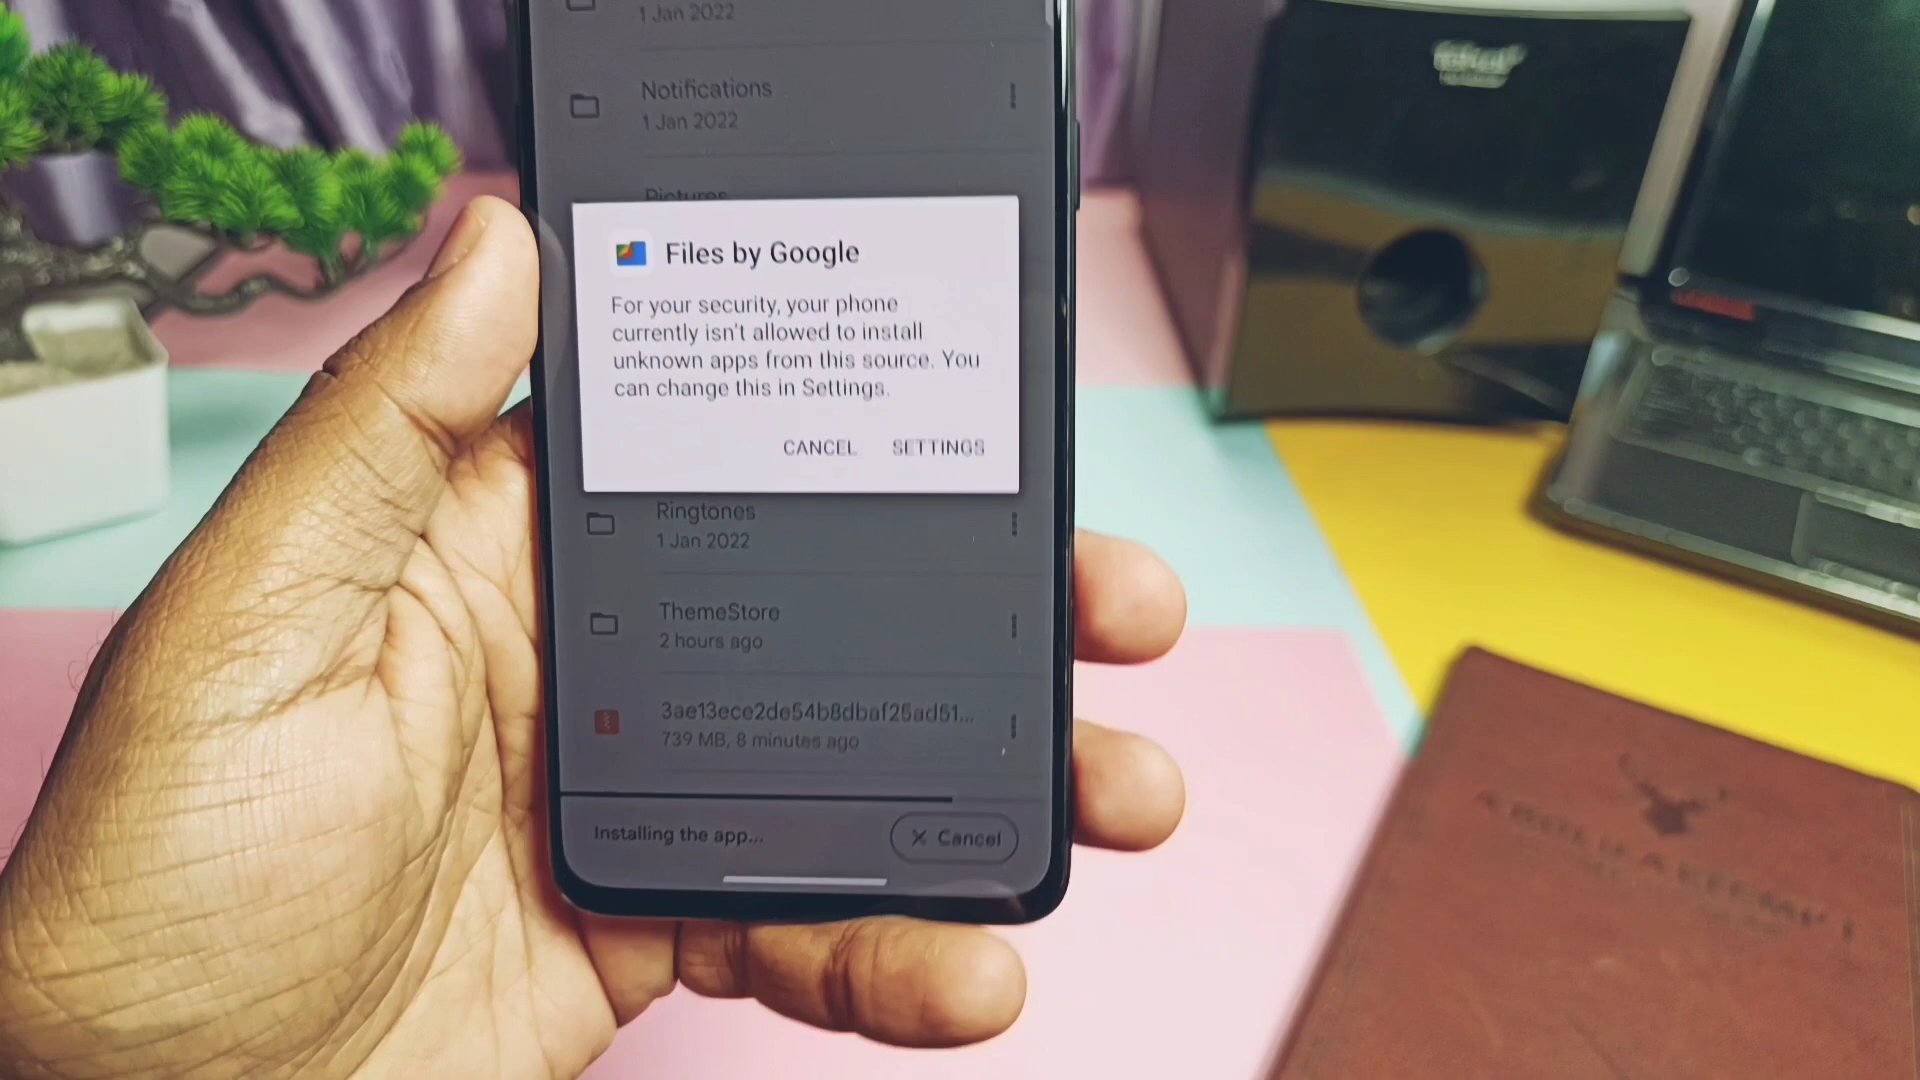 1 Jan 2022
Notifications
1 Jan 2022
Pictures
Files by Google
For your security, your phone
currently isn't allowed to install
unknown apps from this source. You
can change this in Settings.
CANCEL SETTINGS
Ringtones
1 Jan 2022
ThemeStore
2 hours ago
3ae13ece2de54b8dbaf25ad51...
739 MB, 8 minutes ago
Installing the app...
Cancel